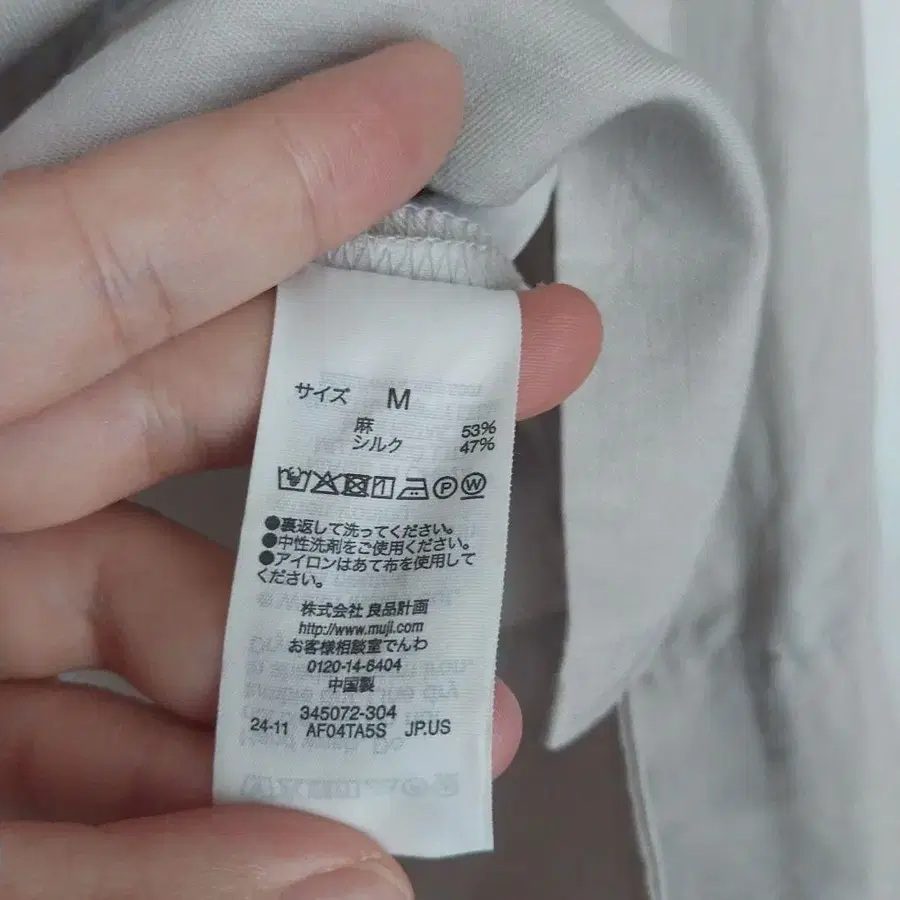 サイズ M
麻 53%
シルク 47%
●裏返して洗ってください。
●中性洗剤をご使用ください。
●アイロンはあて布を使用して
ください。
株式会社 良品計画
http://www.muji.com
お客様相談室でんわ
0120-14-6404
中国製
345072-304
24-11 AF04TA5S JP.US